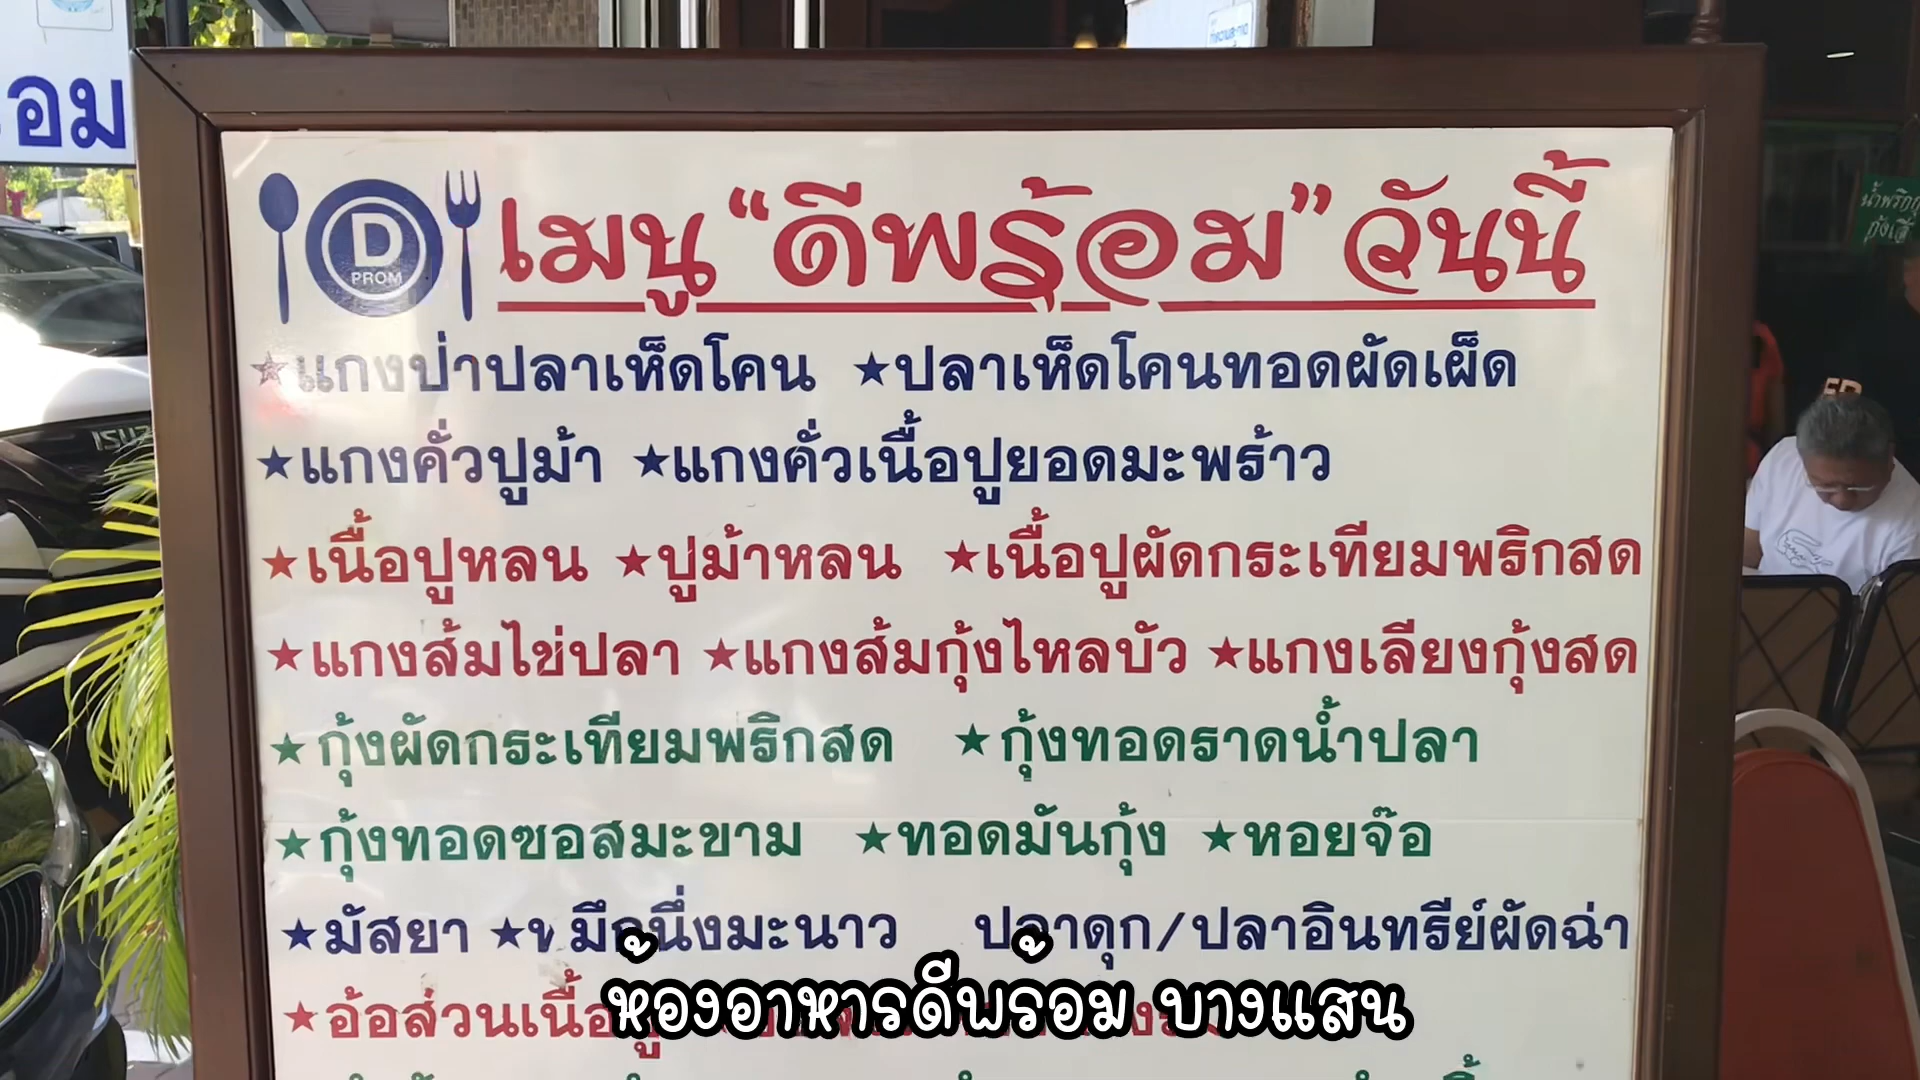 อม
D
PROM
เมนู “ดีพร้อม” วันนี้
★แกงป่าปลาเห็ดโคน ★ปลาเห็ดโคนทอดผัดเผ็ด
★แกงคั่วปูม้า ★แกงคั่วเนื้อปูยอดมะพร้าว
★เนื้อปูหลน ★ปูม้าหลน ★เนื้อปูผัดกระเทียมพริกสด
★แกงส้มไข่ปลา ★แกงส้มกุ้งไหลบัว ★แกงเลียงกุ้งสด
★กุ้งผัดกระเทียมพริกสด ★กุ้งทอดราดน้ำปลา
★กุ้งทอดซอสมะขาม ★ทอดมันกุ้ง ★หอยจ๊อ
★มัสยา ★ มึกนึ่งมะนาว ปลาดุก/ปลาอินทรีย์ผัดฉ่า
★อ้อส่วนเนื้อ
ห้องอาหารดีพร้อม บางแสน
ISUZ
น้ำพริก